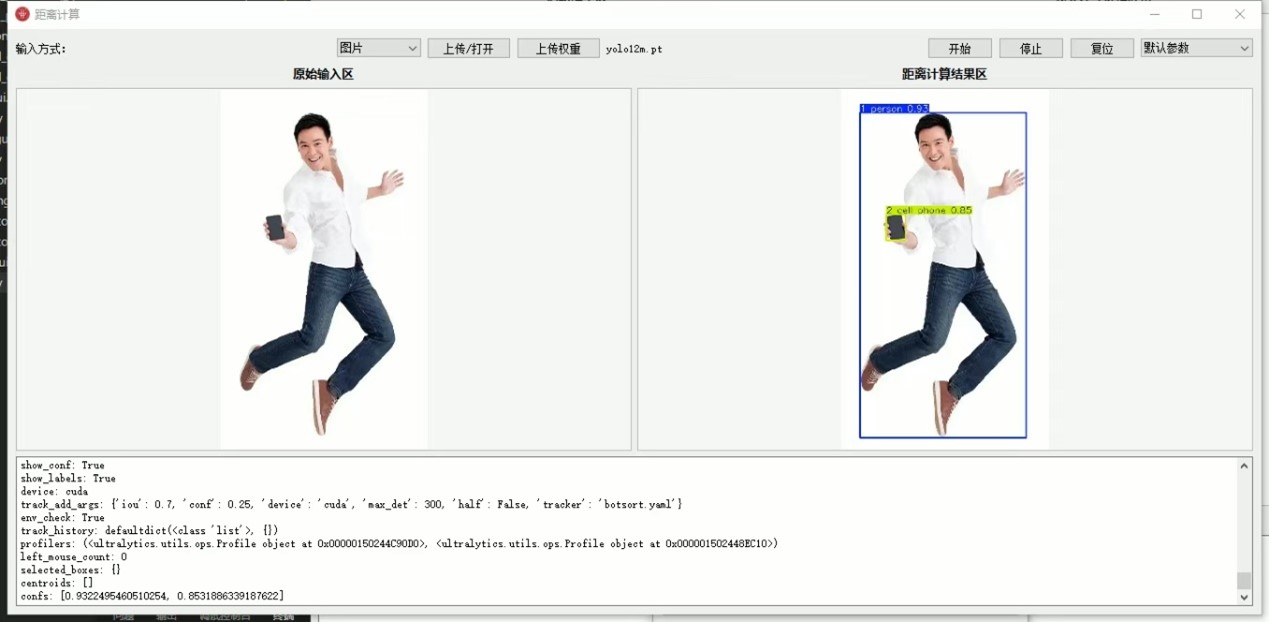 距离计算
输入方式:
图片
上传/打开
上传权重
yolo12m.pt
开始
停止
复位
默认参数
原始输入区
距离计算结果区
1 person 0.93
2 cell phone 0.85
show_conf: True
show_labels: True
device: cuda
track_add_args: {'iou': 0.7, 'conf': 0.25, 'device': 'cuda', 'max_det': 300, 'half': False, 'tracker': 'botsort.yaml'}
env_check: True
track_history: defaultdict(<class 'list'>, {})
profilers: (<ultralytics.utils.ops.Profile object at 0x00000150244C90D0>, <ultralytics.utils.ops.Profile object at 0x000001502448EC10>)
left_mouse_count: 0
selected_boxes: {}
centroids: []
confs: [0.9322495460510254, 0.8531886339187622]